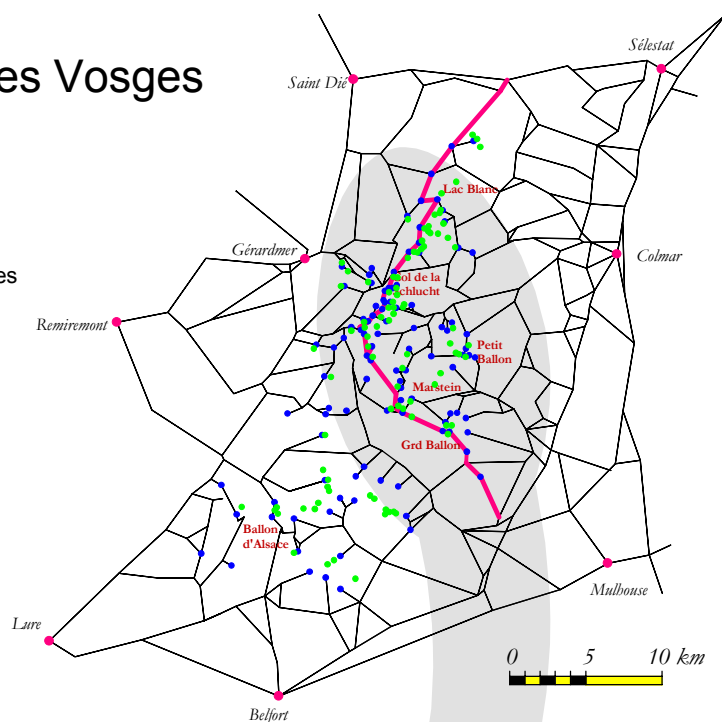 es Vosges
Sélestat
Saint Dié
Lac Blanc
Gérardmer
Colmar
es
ol de la
chlucht
Remiremont
Petit
Ballon
Marstein
Grd Ballon
Ballon
d'Alsace
Mulhouse
Lure
0 5 10 km
Belfort